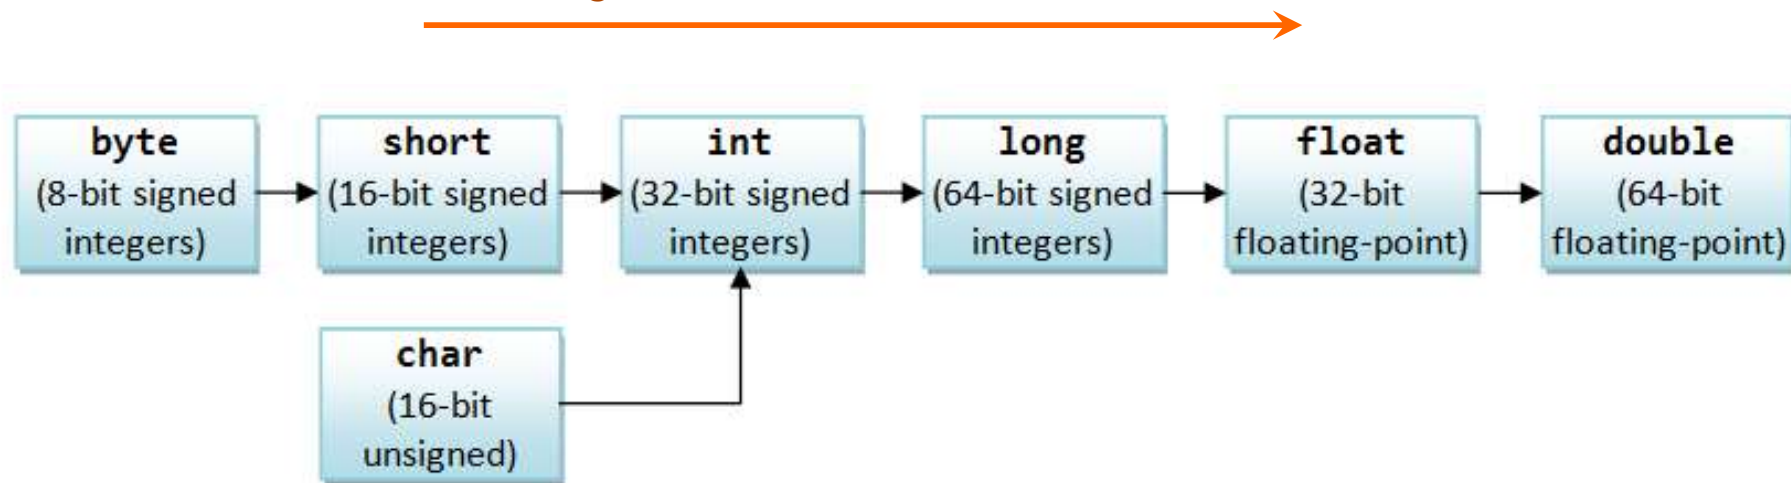 byte
(8-bit signed
integers)
short
(16-bit signed
integers)
int
(32-bit signed
integers)
long
(64-bit signed
integers)
float
(32-bit
floating-point)
double
(64-bit
floating-point)
char
(16-bit
unsigned)